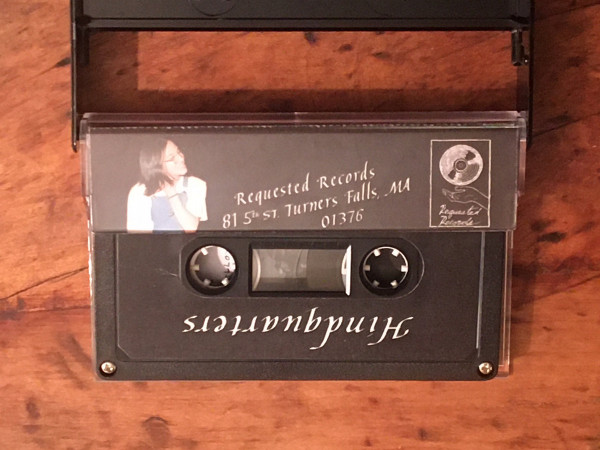 Requested Records
81 5th ST. Turners Falls, MA
01376
Requested
Records
Hindquarters